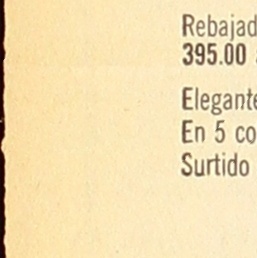 Rebajad
395.00
Elegante
En 5 co
Surtido